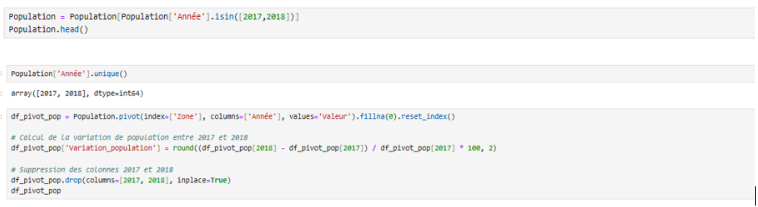 Population = Population[Population['Année'].isin([2017,2018])]
Population.head()
Population['Année'].unique()
array([2017, 2018], dtype=int64)
df_pivot_pop = Population.pivot(index=['Zone'], columns=['Année'], values='Valeur').fillna(0).reset_index()
# Calcul de la variation de population entre 2017 et 2018
df_pivot_pop['Variation_population'] = round((df_pivot_pop[2018] - df_pivot_pop[2017]) / df_pivot_pop[2017] * 100, 2)
# Suppression des colonnes 2017 et 2018
df_pivot_pop.drop(columns=[2017, 2018], inplace=True)
df_pivot_pop